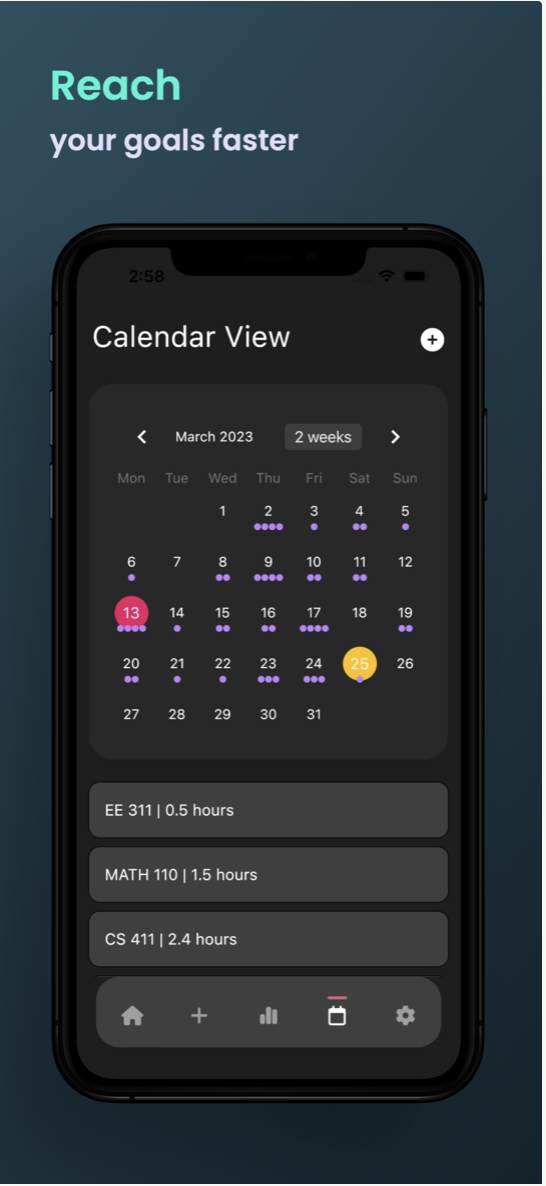 Reach
your goals faster
2:58
Calendar View
March 2023 2 weeks
Mon Tue Wed Thu Fri Sat Sun
1 2 3 4 5
6 7 8 9 10 11 12
13 14 15 16 17 18 19
20 21 22 23 24 25 26
27 28 29 30 31
EE 311 | 0.5 hours
MATH 110 | 1.5 hours
CS 411 | 2.4 hours